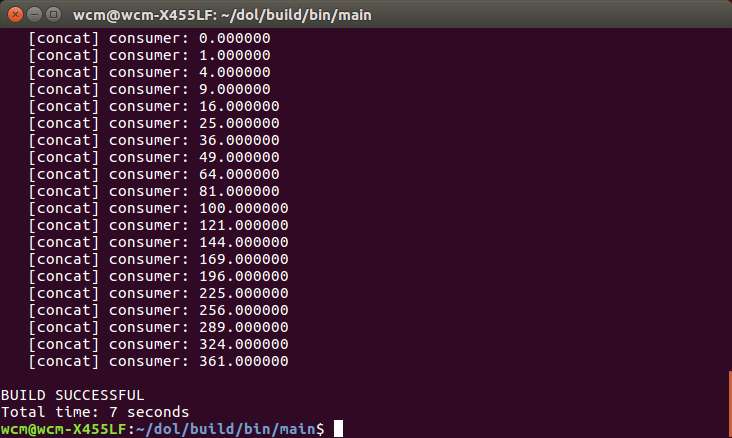 wcm@wcm-X455LF: ~/dol/build/bin/main
[concat] consumer: 0.000000
[concat] consumer: 1.000000
[concat] consumer: 4.000000
[concat] consumer: 9.000000
[concat] consumer: 16.000000
[concat] consumer: 25.000000
[concat] consumer: 36.000000
[concat] consumer: 49.000000
[concat] consumer: 64.000000
[concat] consumer: 81.000000
[concat] consumer: 100.000000
[concat] consumer: 121.000000
[concat] consumer: 144.000000
[concat] consumer: 169.000000
[concat] consumer: 196.000000
[concat] consumer: 225.000000
[concat] consumer: 256.000000
[concat] consumer: 289.000000
[concat] consumer: 324.000000
[concat] consumer: 361.000000
BUILD SUCCESSFUL
Total time: 7 seconds
wcm@wcm-X455LF:~/dol/build/bin/main$